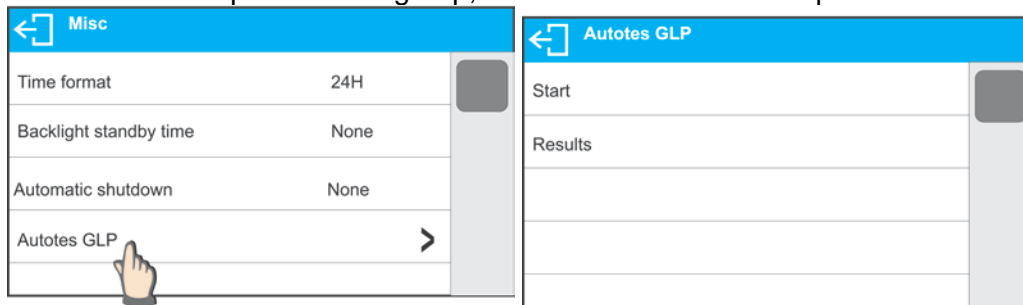 Misc
Time format 24H
Backlight standby time None
Automatic shutdown None
Autotes GLP >
Autotes GLP
Start
Results